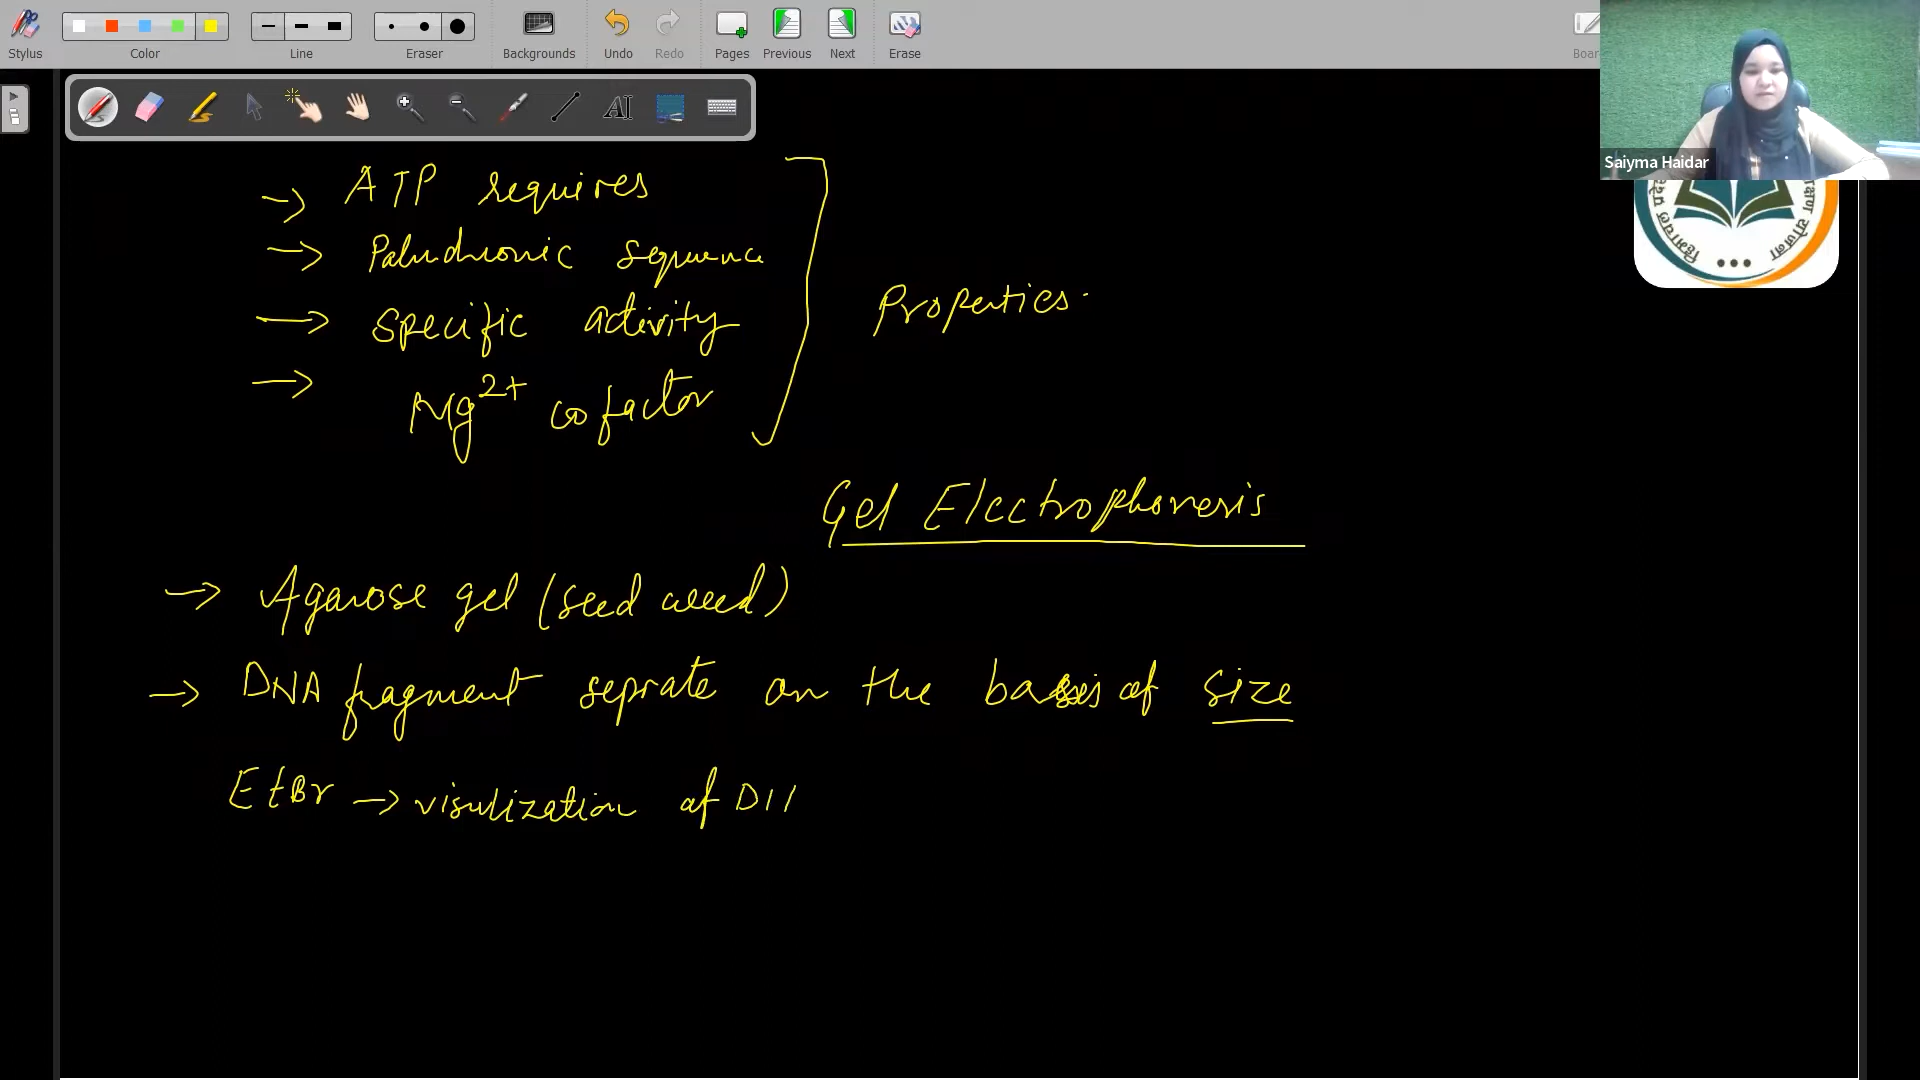 Stylus
Color
Line
Eraser
Backgrounds
Undo
Redo
Pages
Previous
Next
Erase
Boar
Saiyma Haidar
→ ATP requires
→ Palindromic sequence
→ Specific activity
→ Mg2+ cofactor
Properties.
Gel Electrophoresis
→ Agarose gel (seed weed)
→ DNA fragment seprate on the basis of size
EtBr → visulization of D